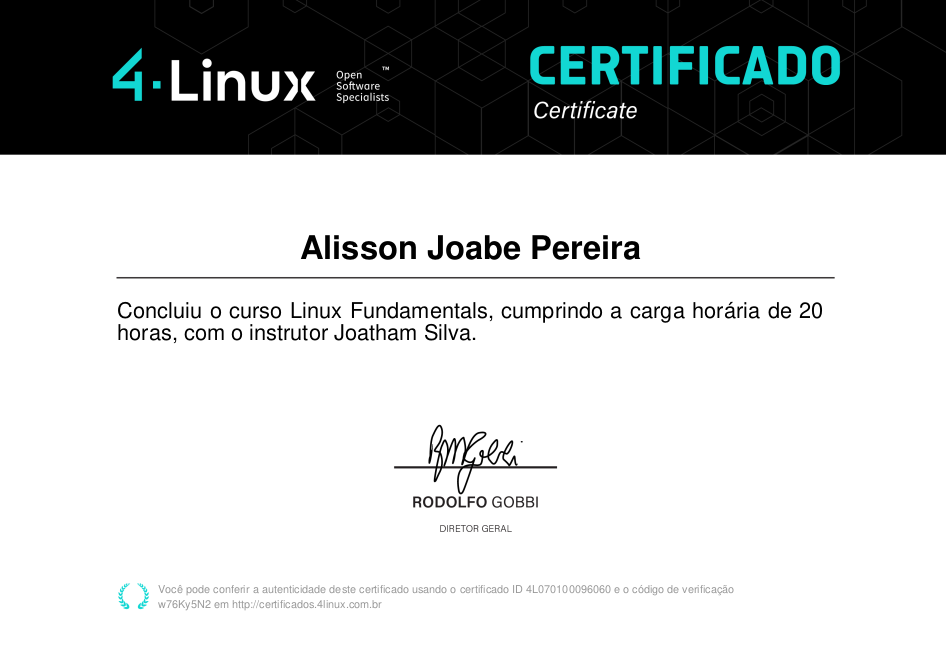 4.Linux
Open
Software
Specialists
™
CERTIFICADO
Certificate
Alisson Joabe Pereira
Concluiu o curso Linux Fundamentals, cumprindo a carga horária de 20
horas, com o instrutor Joatham Silva.
RODOLFO GOBBI
DIRETOR GERAL
Você pode conferir a autenticidade deste certificado usando o certificado ID 4L070100096060 e o código de verificação
w76Ky5N2 em http://certificados.4linux.com.br